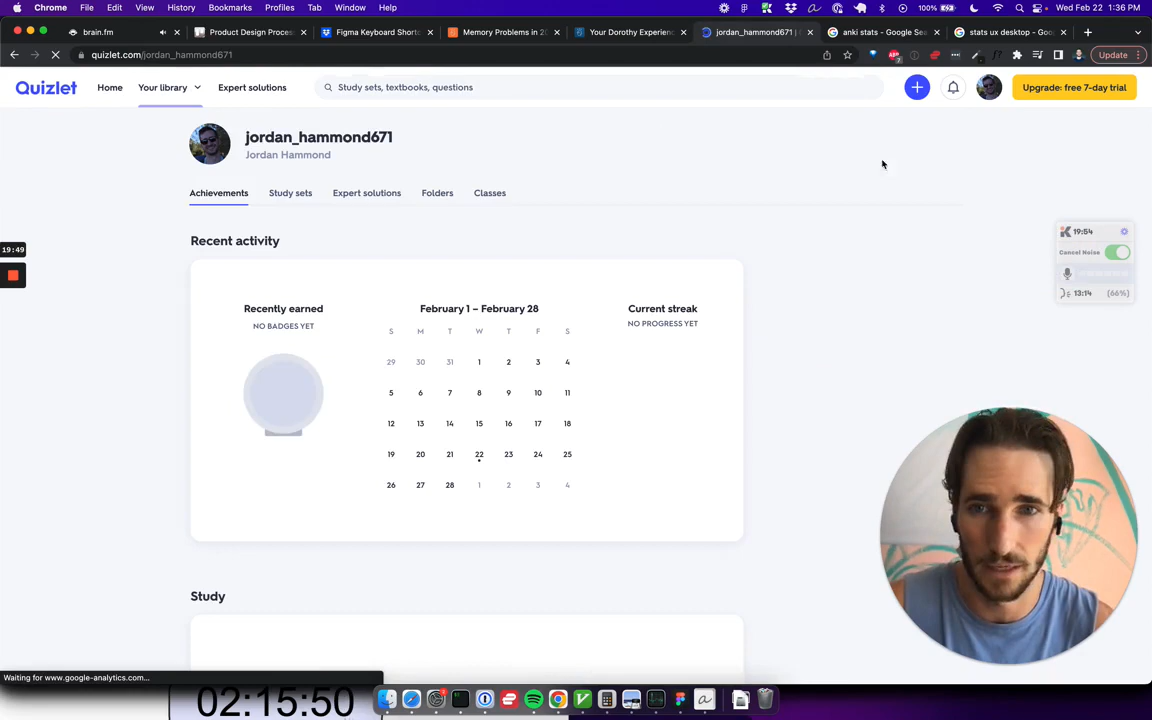 Chrome File Edit View History Bookmarks Profiles Tab Window Help 100% Wed Feb 22 1:36 PM
brain.fm Product Design Proces Figma Keyboard Shortc Memory Problems in 2 Your Dorothy Experienc jordan_hammond671 | anki stats - Google Sea stats ux desktop - Goo
quizlet.com/jordan_hammond671 7 Update
Quizlet Home Your library Expert solutions Study sets, textbooks, questions Upgrade: free 7-day trial
jordan_hammond671
Jordan Hammond
Achievements Study sets Expert solutions Folders Classes
19:54
19:49
Cancel Noise
13:14 (66%)
Recent activity
Recently earned
NO BADGES YET
February 1 – February 28
S M T W T F S
29 30 31 1 2 3 4
5 6 7 8 9 10 11
12 13 14 15 16 17 18
19 20 21 22 23 24 25
26 27 28 1 2 3 4
Current streak
NO PROGRESS YET
Study
Waiting for www.google-analytics.com...
02:15:50